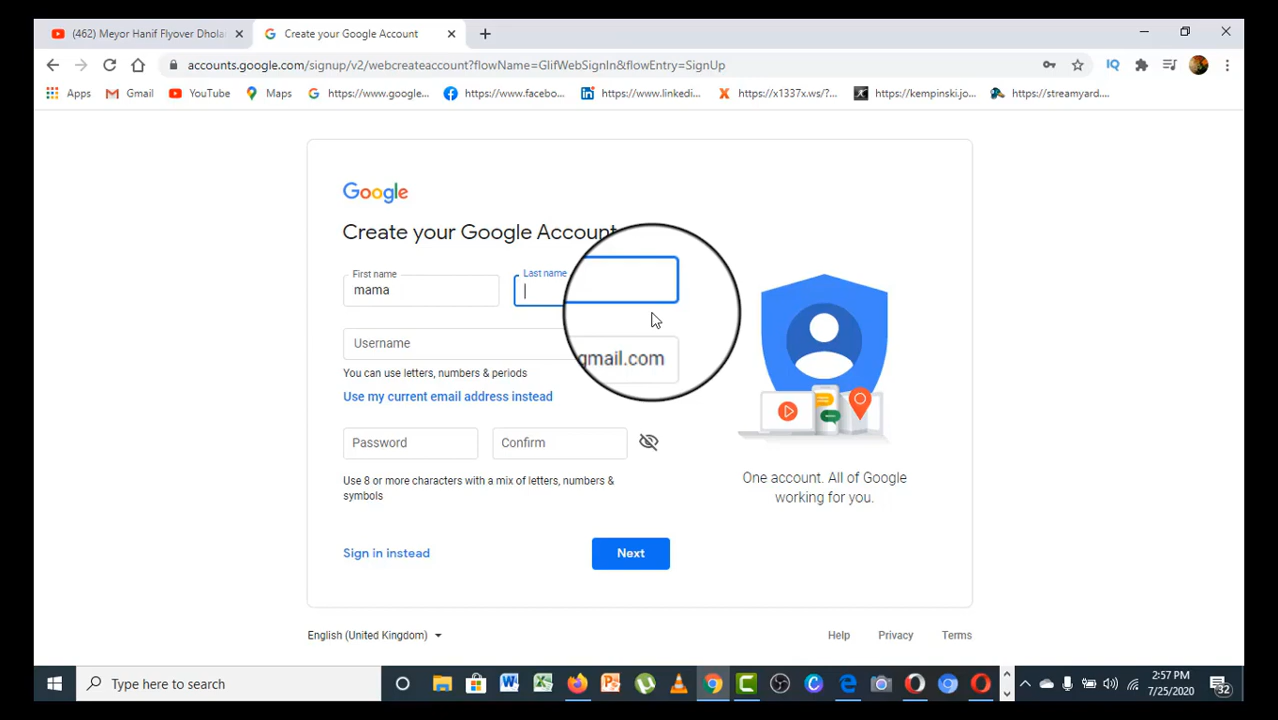 (462) Meyor Hanif Flyover Dhola
Create your Google Account
accounts.google.com/signup/v2/webcreateaccount?flowName=GlifWebSignIn&flowEntry=SignUp
Apps Gmail YouTube Maps https://www.google... https://www.facebo... https://www.linkedi... https://x1337x.ws/?... https://kempinski.jo... https://streamyard....
Google
Create your Google Account
First name
mama
Last name
Username
gmail.com
You can use letters, numbers & periods
Use my current email address instead
Password
Confirm
Use 8 or more characters with a mix of letters, numbers &
symbols
Sign in instead
Next
One account. All of Google
working for you.
English (United Kingdom)
Help Privacy Terms
Type here to search
2:57 PM
7/25/2020
32